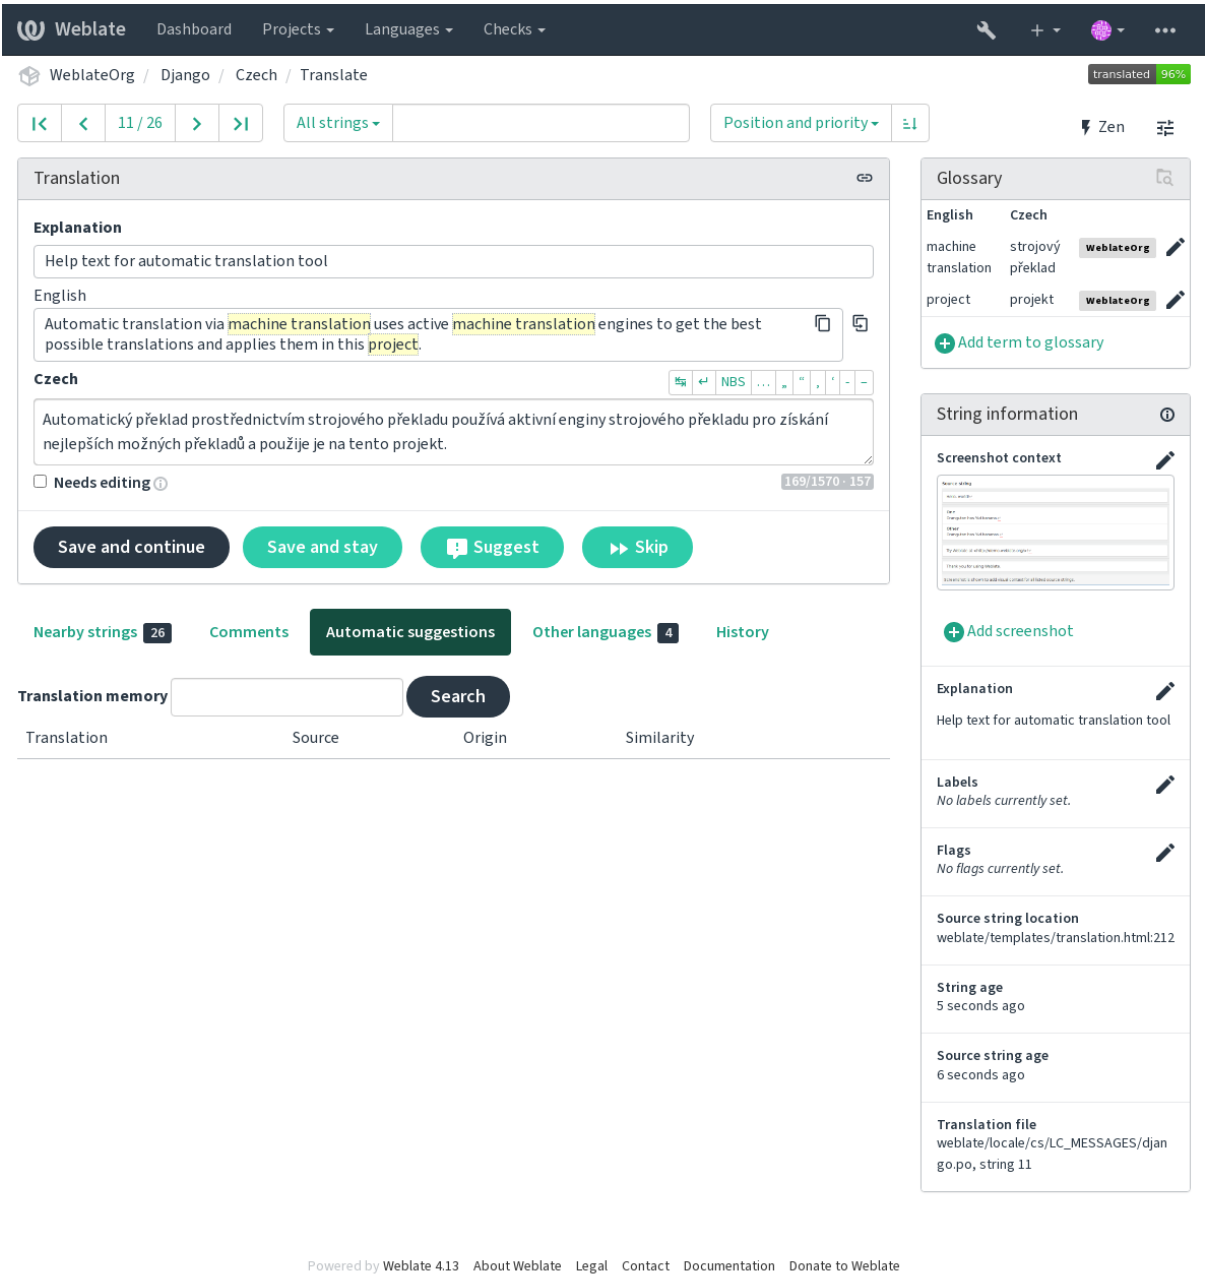 Weblate Dashboard Projects Languages Checks
WeblateOrg / Django / Czech / Translate
translated 96%
11 / 26 All strings Position and priority Zen
Translation
Explanation
Help text for automatic translation tool
English
Automatic translation via machine translation uses active machine translation engines to get the best
possible translations and applies them in this project.
Czech
NBS … „ “ ‚ ‘ - –
Automatický překlad prostřednictvím strojového překladu používá aktivní enginy strojového překladu pro získání
nejlepších možných překladů a použije je na tento projekt.
Needs editing
169/1570 · 157
Save and continue Save and stay Suggest Skip
Nearby strings 26 Comments Automatic suggestions Other languages 4 History
Translation memory Search
Translation Source Origin Similarity
Glossary
English Czech
machine translation strojový překlad WeblateOrg
project projekt WeblateOrg
Add term to glossary
String information
Screenshot context
Add screenshot
Explanation
Help text for automatic translation tool
Labels
No labels currently set.
Flags
No flags currently set.
Source string location
weblate/templates/translation.html:212
String age
5 seconds ago
Source string age
6 seconds ago
Translation file
weblate/locale/cs/LC_MESSAGES/djan
go.po, string 11
Powered by Weblate 4.13 About Weblate Legal Contact Documentation Donate to Weblate